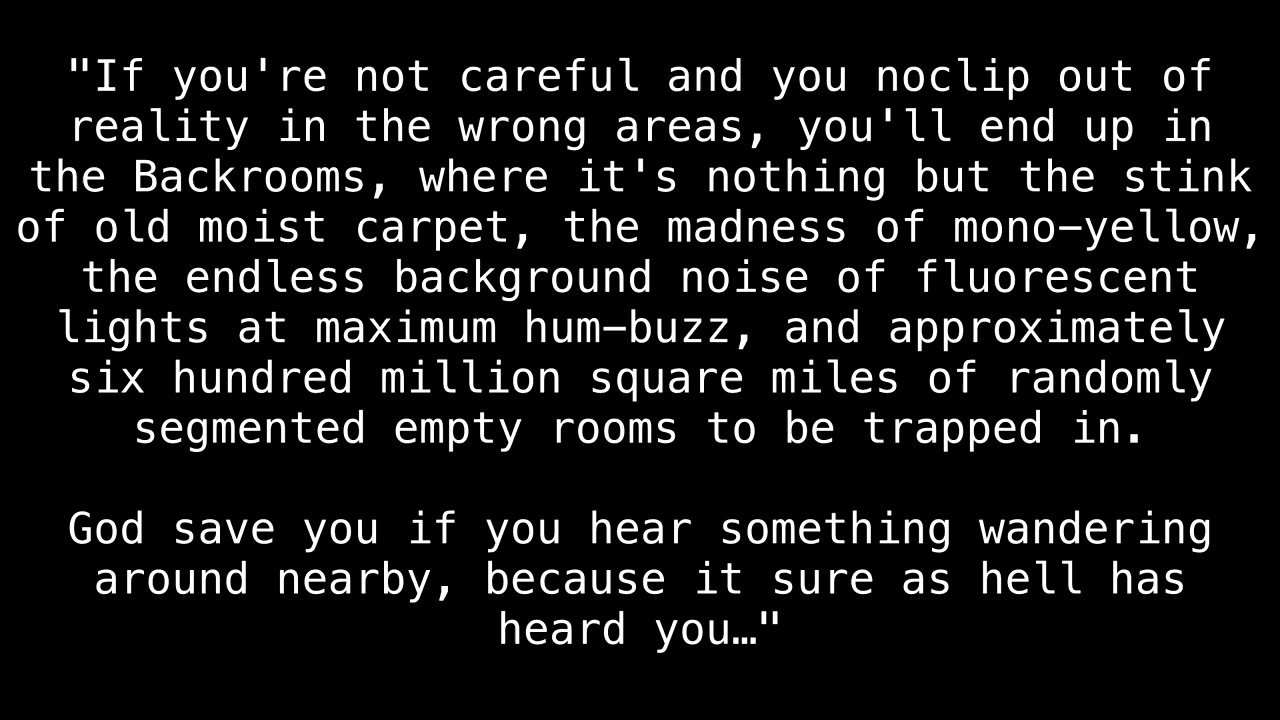 "If you're not careful and you noclip out of
reality in the wrong areas, you'll end up in
the Backrooms, where it's nothing but the stink
of old moist carpet, the madness of mono-yellow,
the endless background noise of fluorescent
lights at maximum hum-buzz, and approximately
six hundred million square miles of randomly
segmented empty rooms to be trapped in.
God save you if you hear something wandering
around nearby, because it sure as hell has
heard you…"